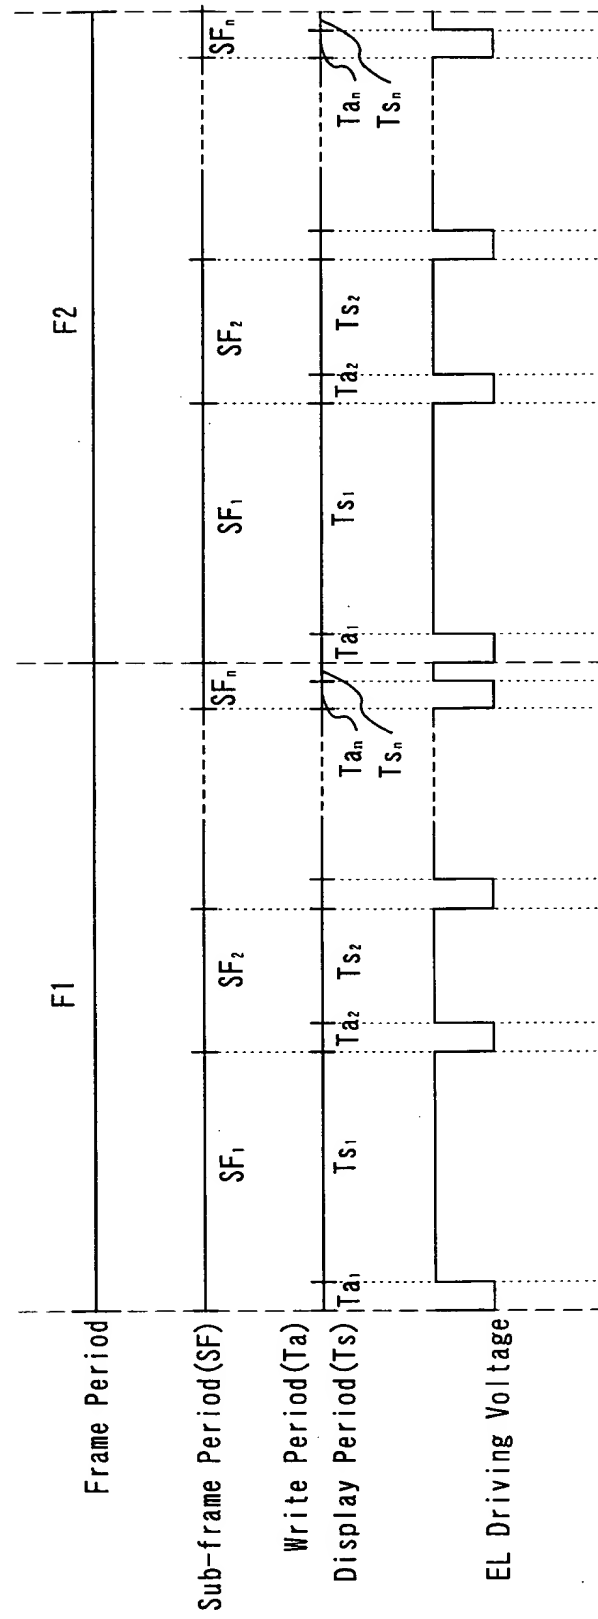 Frame Period
F1
F2
Sub-frame Period(SF)
SF₁
SF₂
SFₙ
SF₁
SF₂
SFₙ
Write Period(Ta)
Display Period(Ts)
Ta₁
Ts₁
Ta₂
Ts₂
Taₙ
Tsₙ
Ta₁
Ts₁
Ta₂
Ts₂
Taₙ
Tsₙ
EL Driving Voltage